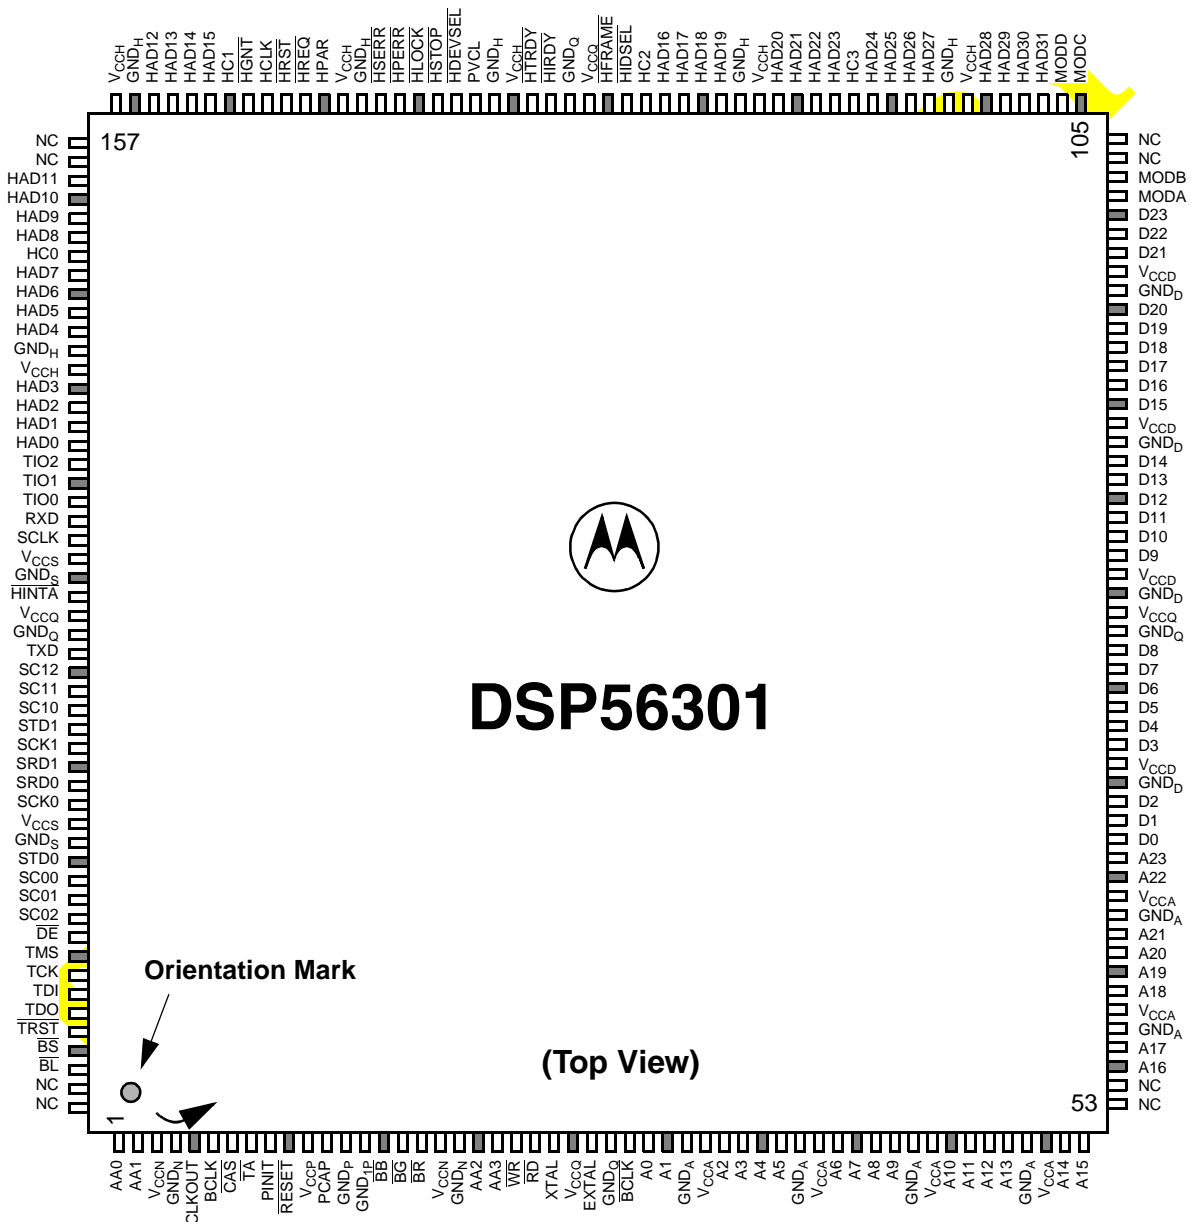 VCCH
GNDH
HAD12
HAD13
HAD14
HAD15
HC1
HGNT
HCLK
HRST
HREQ
HPAR
VCCH
GNDH
HSERR
HPERR
HLOCK
HSTOP
HDEVSEL
PVCL
GNDH
VCCH
HTRDY
HIRDY
GNDQ
VCCQ
HFRAME
HIDSEL
HC2
HAD16
HAD17
HAD18
HAD19
GNDH
VCCH
HAD20
HAD21
HAD22
HAD23
HC3
HAD24
HAD25
HAD26
HAD27
GNDH
VCCH
HAD28
HAD29
HAD30
HAD31
MODD
MODC
157
105
NC
NC
HAD11
HAD10
HAD9
HAD8
HC0
HAD7
HAD6
HAD5
HAD4
GNDH
VCCH
HAD3
HAD2
HAD1
HAD0
TIO2
TIO1
TIO0
RXD
SCLK
VCCS
GNDS
HINTA
VCCQ
GNDQ
TXD
SC12
SC11
SC10
STD1
SCK1
SRD1
SRD0
SCK0
VCCS
GNDS
STD0
SC00
SC01
SC02
DE
TMS
TCK
TDI
TDO
TRST
BS
BL
NC
NC
NC
NC
MODB
MODA
D23
D22
D21
VCCD
GNDD
D20
D19
D18
D17
D16
D15
VCCD
GNDD
D14
D13
D12
D11
D10
D9
VCCD
GNDD
VCCQ
GNDQ
D8
D7
D6
D5
D4
D3
VCCD
GNDD
D2
D1
D0
A23
A22
VCCA
GNDA
A21
A20
A19
A18
VCCA
GNDA
A17
A16
NC
NC
DSP56301
Orientation Mark
(Top View)
1
53
AA0
AA1
VCCN
GNDN
CLKOUT
BCLK
CAS
TA
PINIT
RESET
VCCP
PCAP
GNDP
GND1P
BB
BG
BR
VCCN
GNDN
AA2
AA3
WR
RD
XTAL
VCCQ
EXTAL
GNDQ
BCLK
A0
A1
GNDA
VCCA
A2
A3
A4
A5
GNDA
VCCA
A6
A7
A8
A9
GNDA
VCCA
A10
A11
A12
A13
GNDA
VCCA
A14
A15